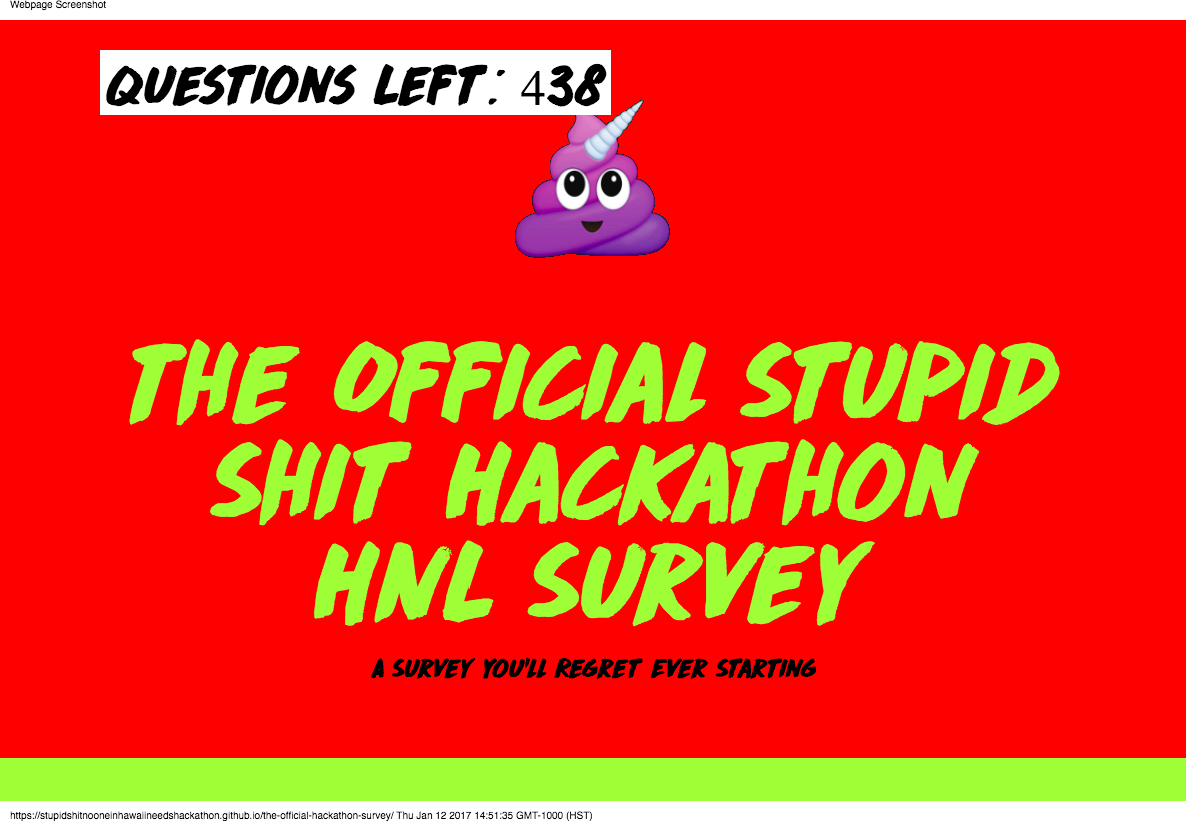 Webpage Screenshot
QUESTIONS LEFT: 438
THE OFFICIAL STUPID
SHIT HACKATHON
HNL SURVEY
A SURVEY YOU'LL REGRET EVER STARTING
https://stupidshitnooneinhawaiineedshackathon.github.io/the-official-hackathon-survey/ Thu Jan 12 2017 14:51:35 GMT-1000 (HST)